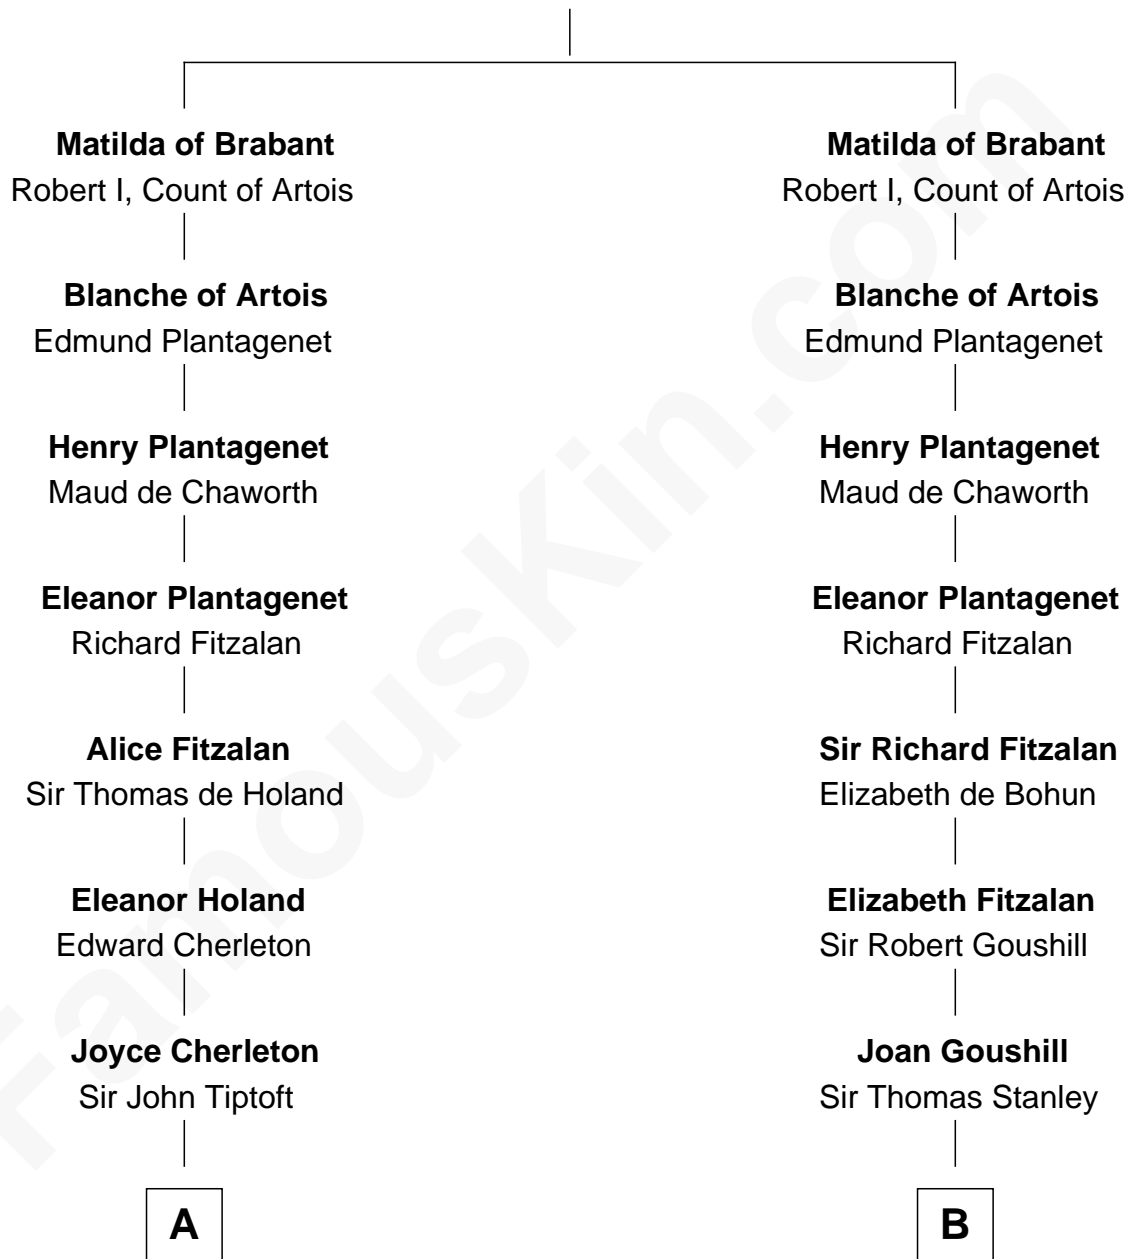 Matilda of Brabant
Robert I, Count of Artois
Blanche of Artois
Edmund Plantagenet
Henry Plantagenet
Maud de Chaworth
Eleanor Plantagenet
Richard Fitzalan
Alice Fitzalan
Sir Thomas de Holand
Eleanor Holand
Edward Cherleton
Joyce Cherleton
Sir John Tiptoft
A
Matilda of Brabant
Robert I, Count of Artois
Blanche of Artois
Edmund Plantagenet
Henry Plantagenet
Maud de Chaworth
Eleanor Plantagenet
Richard Fitzalan
Sir Richard Fitzalan
Elizabeth de Bohun
Elizabeth Fitzalan
Sir Robert Goushill
Joan Goushill
Sir Thomas Stanley
B
FamousKin.com